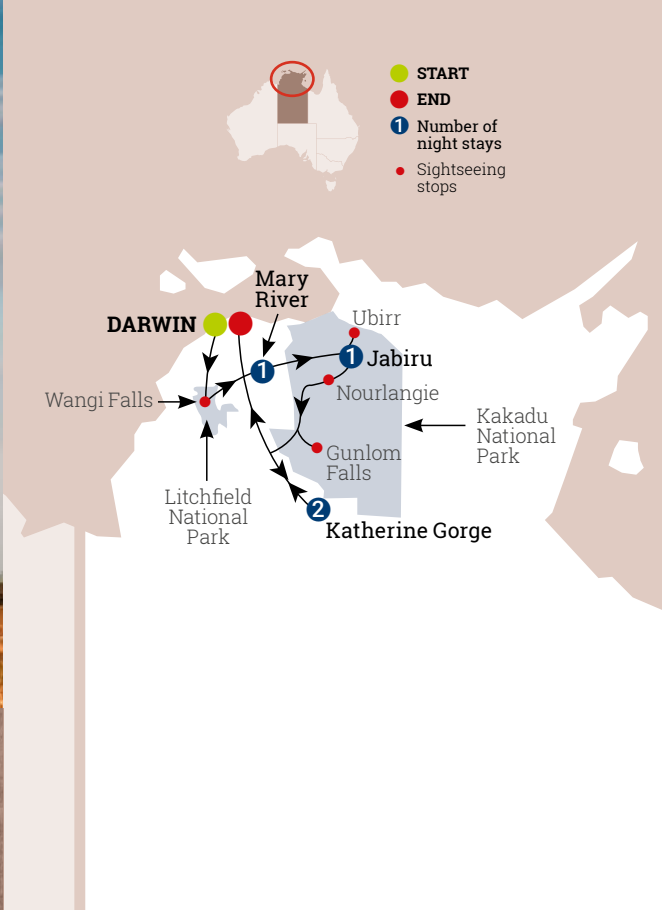 START
END
1 Number of
night stays
Sightseeing
stops
Mary
River
DARWIN
Ubirr
1
1 Jabiru
Wangi Falls
Nourlangie
Kakadu
National
Park
Gunlom
Falls
Litchfield
National
Park
2
Katherine Gorge